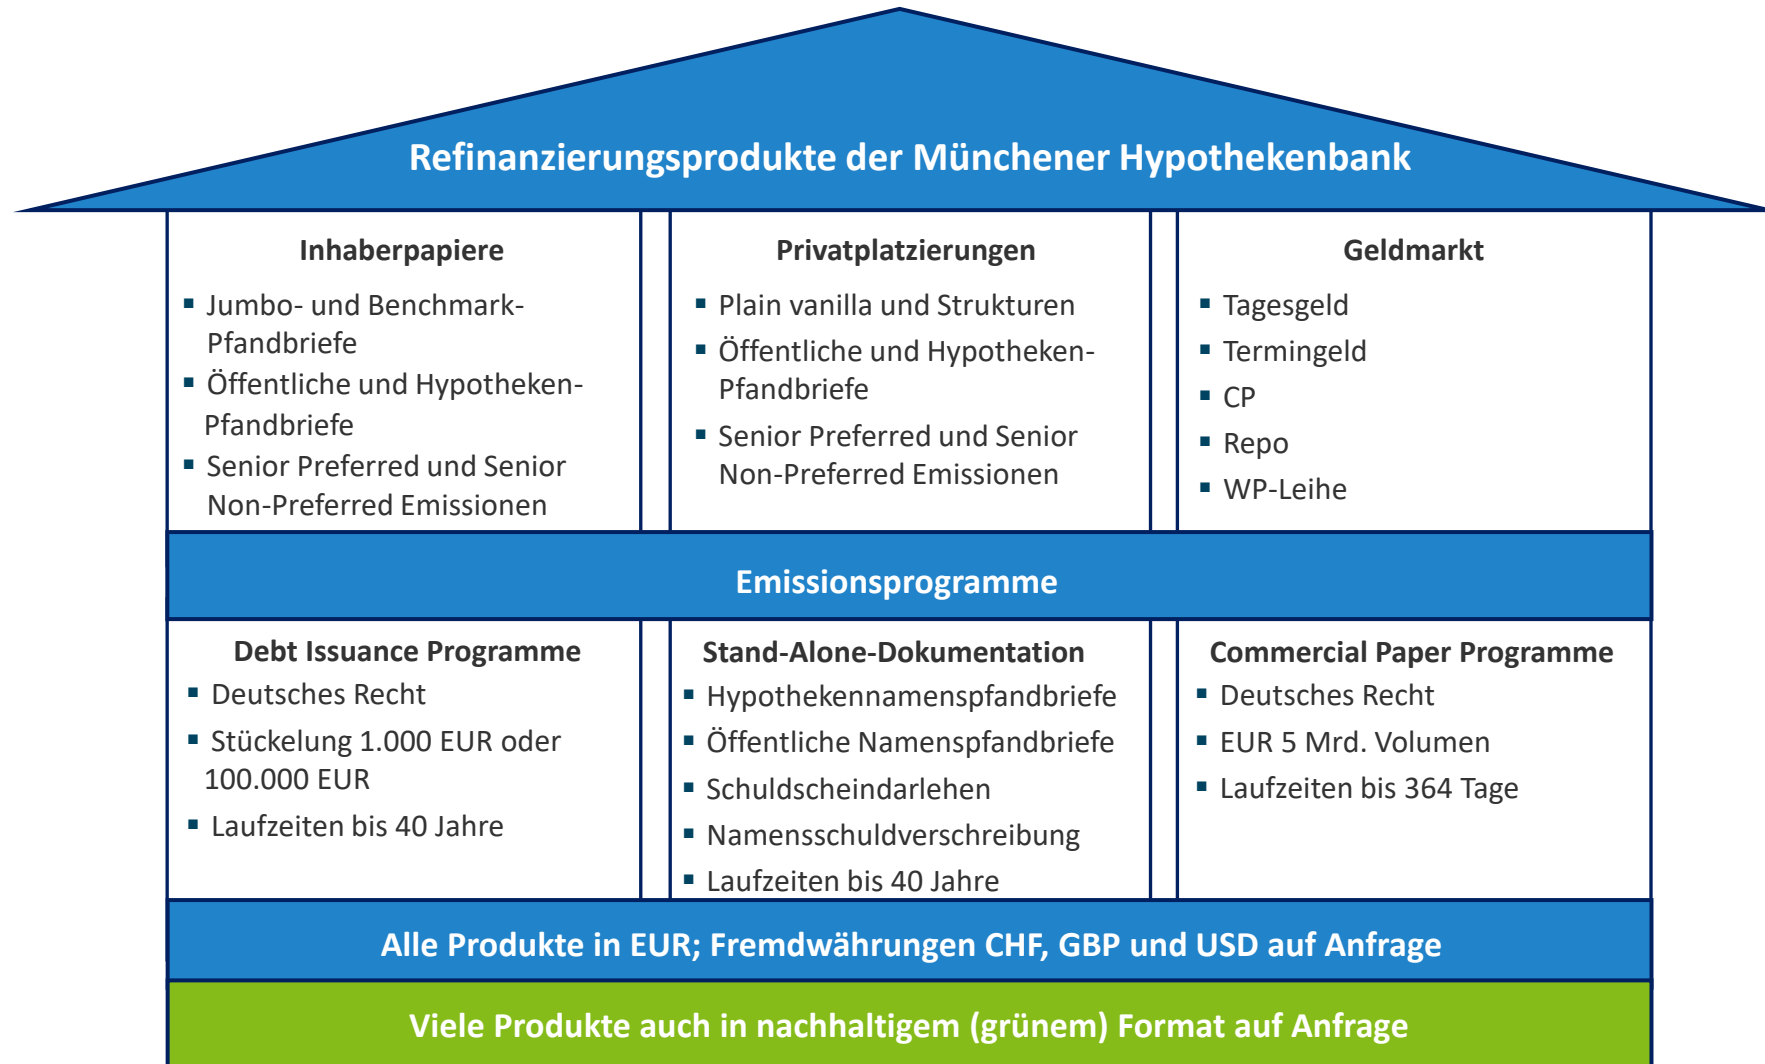 Refinanzierungsprodukte der Münchener Hypothekenbank
Inhaberpapiere
▪ Jumbo- und Benchmark-
Pfandbriefe
▪ Öffentliche und Hypotheken-
Pfandbriefe
▪ Senior Preferred und Senior
Non-Preferred Emissionen
Privatplatzierungen
▪ Plain vanilla und Strukturen
▪ Öffentliche und Hypotheken-
Pfandbriefe
▪ Senior Preferred und Senior
Non-Preferred Emissionen
Geldmarkt
▪ Tagesgeld
▪ Termingeld
▪ CP
▪ Repo
▪ WP-Leihe
Emissionsprogramme
Debt Issuance Programme
▪ Deutsches Recht
▪ Stückelung 1.000 EUR oder
100.000 EUR
▪ Laufzeiten bis 40 Jahre
Stand-Alone-Dokumentation
▪ Hypothekennamenspfandbriefe
▪ Öffentliche Namenspfandbriefe
▪ Schuldscheindarlehen
▪ Namensschuldverschreibung
▪ Laufzeiten bis 40 Jahre
Commercial Paper Programme
▪ Deutsches Recht
▪ EUR 5 Mrd. Volumen
▪ Laufzeiten bis 364 Tage
Alle Produkte in EUR; Fremdwährungen CHF, GBP und USD auf Anfrage
Viele Produkte auch in nachhaltigem (grünem) Format auf Anfrage